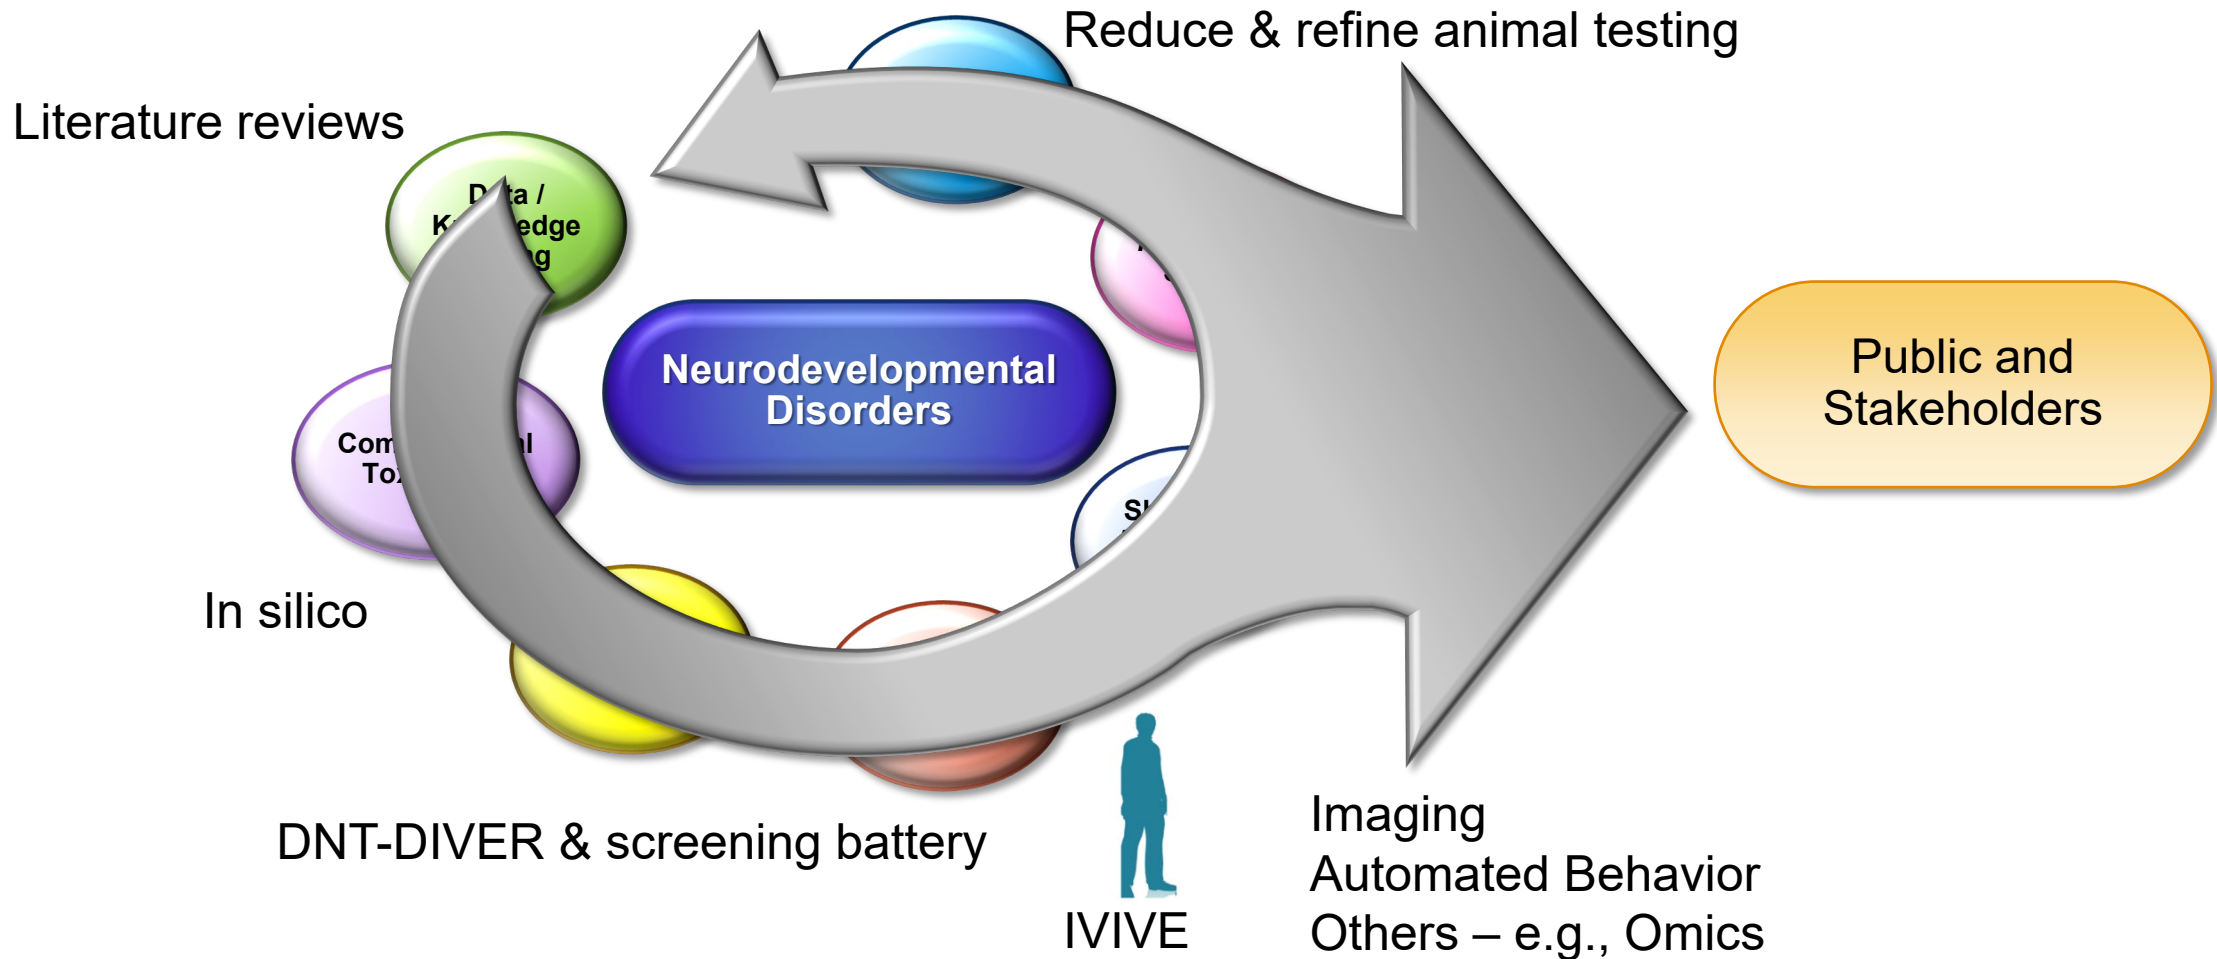 Reduce & refine animal testing
Literature reviews
Neurodevelopmental
Disorders
Public and
Stakeholders
In silico
DNT-DIVER & screening battery
IVIVE
Imaging
Automated Behavior
Others – e.g., Omics